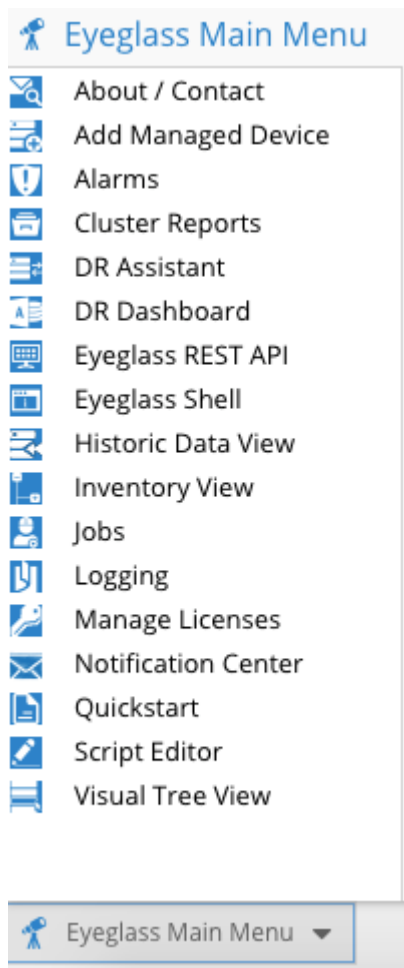 Eyeglass Main Menu
About / Contact
Add Managed Device
Alarms
Cluster Reports
DR Assistant
DR Dashboard
Eyeglass REST API
Eyeglass Shell
Historic Data View
Inventory View
Jobs
Logging
Manage Licenses
Notification Center
Quickstart
Script Editor
Visual Tree View
Eyeglass Main Menu